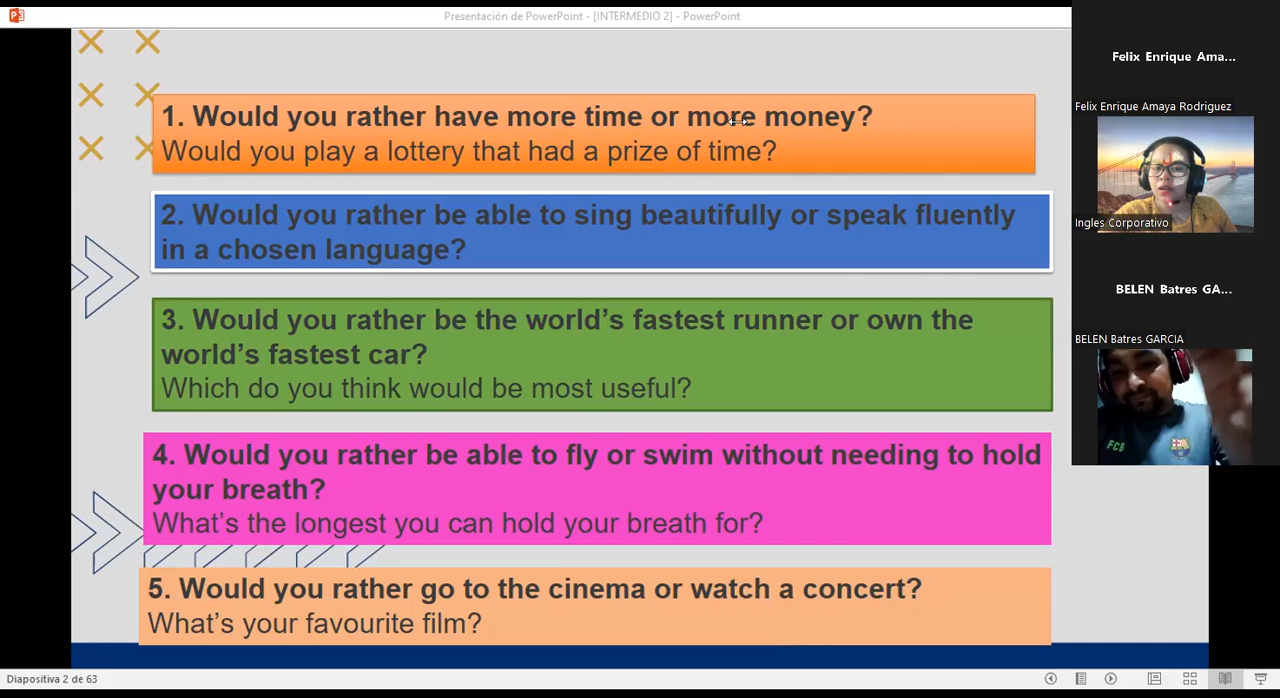 Presentación de PowerPoint - [INTERMEDIO 2] - PowerPoint
1. Would you rather have more time or more money?
Would you play a lottery that had a prize of time?
2. Would you rather be able to sing beautifully or speak fluently
in a chosen language?
3. Would you rather be the world's fastest runner or own the
world's fastest car?
Which do you think would be most useful?
4. Would you rather be able to fly or swim without needing to hold
your breath?
What's the longest you can hold your breath for?
5. Would you rather go to the cinema or watch a concert?
What's your favourite film?
Diapositiva 2 de 63
Felix Enrique Ama...
Felix Enrique Amaya Rodriguez
Ingles Corporativo
BELEN Batres GA...
BELEN Batres GARCIA
FCB